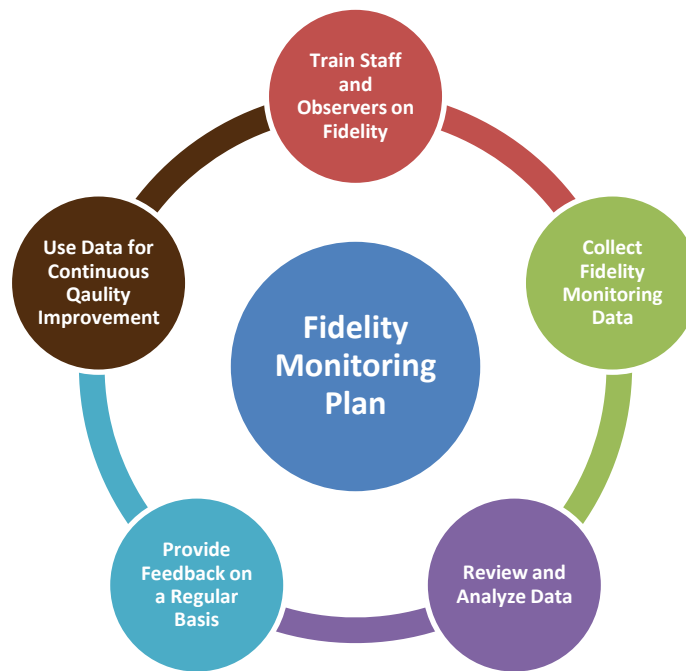 Train Staff
and
Observers on
Fidelity
Collect
Fidelity
Monitoring
Data
Review and
Analyze Data
Provide
Feedback on
a Regular
Basis
Use Data for
Continuous
Qaulity
Improvement
Fidelity
Monitoring
Plan